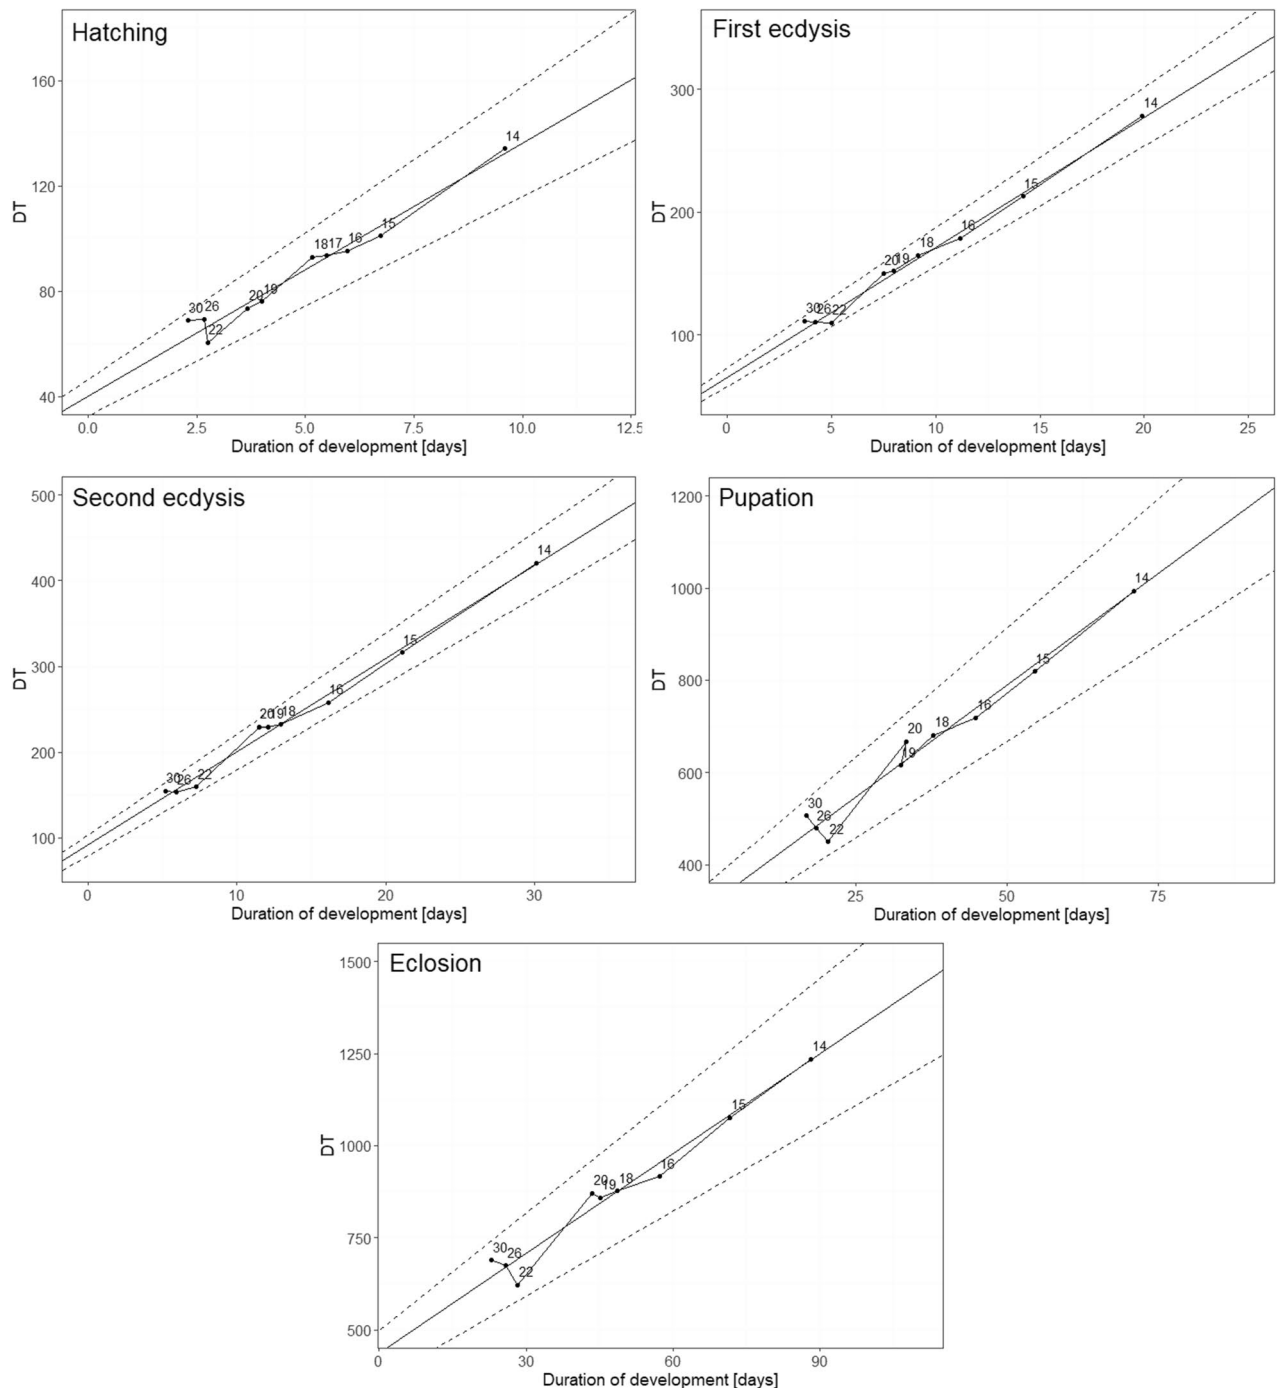 Hatching
160
120
80
40
DT
30 26
22
20 19
18 17 16 15
14
0.0 2.5 5.0 7.5 10.0 12.5
Duration of development [days]
First ecdysis
300
200
100
DT
30 26 22
20 19 18 16
15
14
0 5 10 15 20 25
Duration of development [days]
Second ecdysis
500
400
300
200
100
DT
30 26 22
20 19 18 16
15
14
0 10 20 30
Duration of development [days]
Pupation
1200
1000
800
600
400
DT
30
26
22
20
9
18 16
15
14
25 50 75
Duration of development [days]
Eclosion
1500
1250
1000
750
500
DT
30 26
22
20 19 18 16
15
14
0 30 60 90
Duration of development [days]